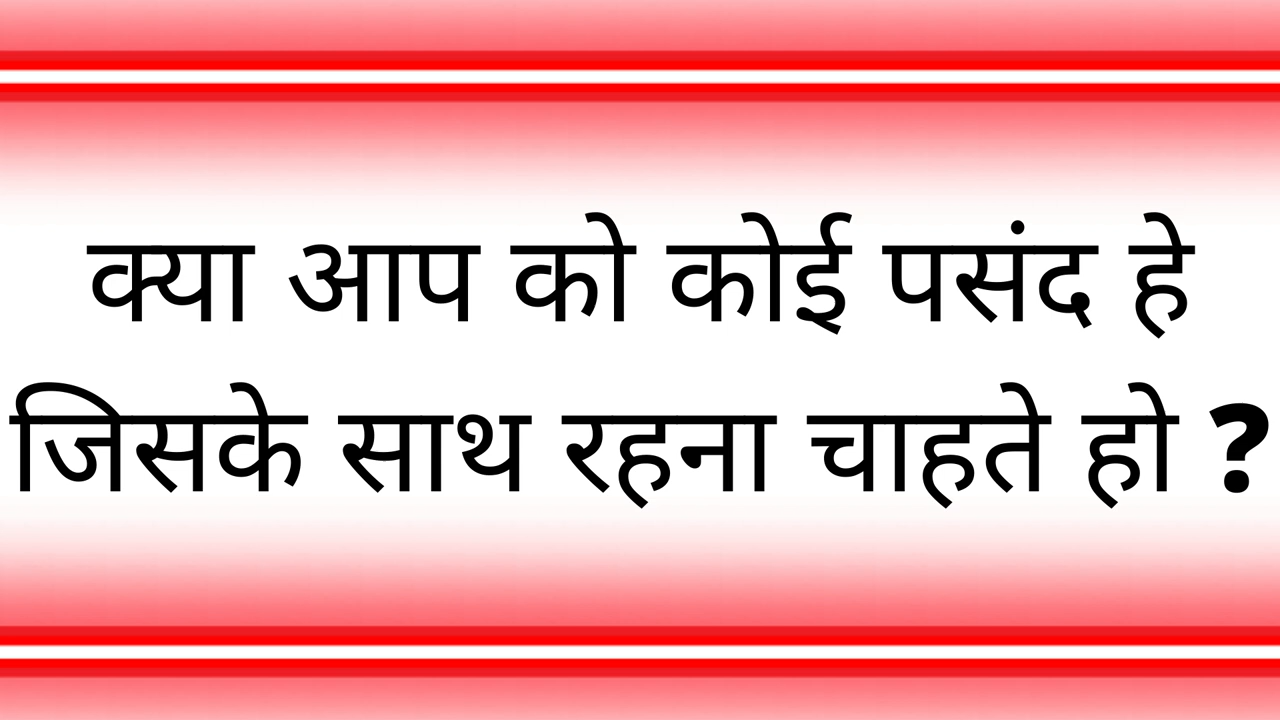 क्या आप को कोई पसंद हे
जिसके साथ रहना चाहते हो ?